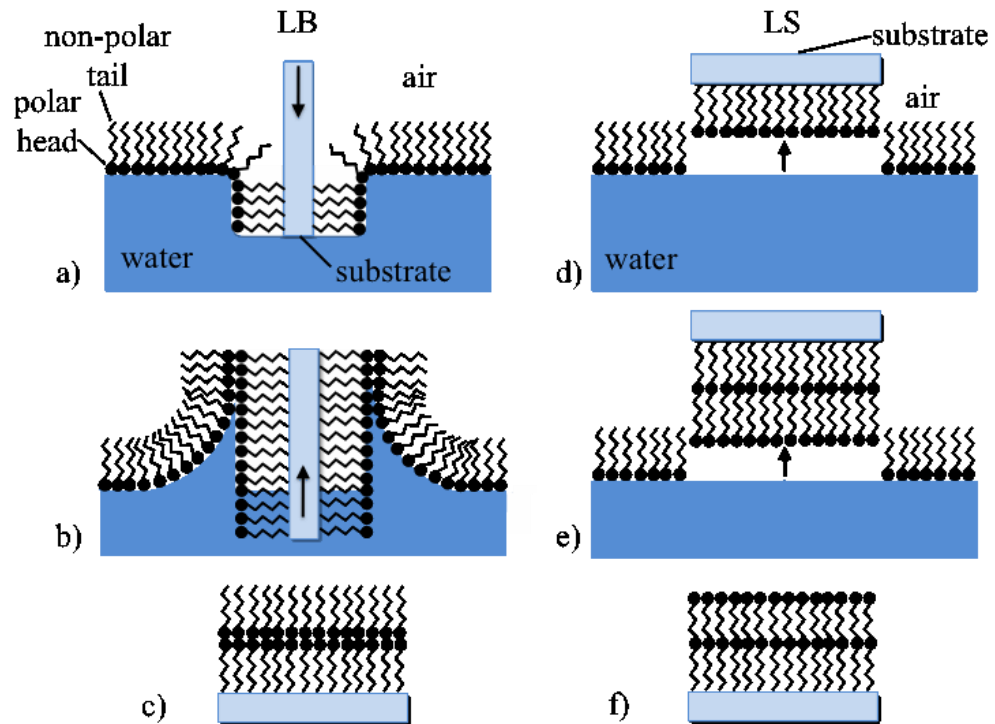 LB
non-polar
tail
polar
head
air
water
substrate
a)
b)
c)
LS
substrate
air
water
d)
e)
f)